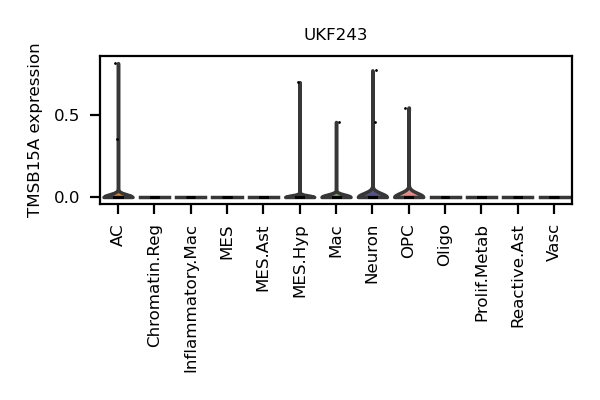 UKF243
TMSB15A expression
0.5
0.0
AC
Chromatin.Reg
Inflammatory.Mac
MES
MES.Ast
MES.Hyp
Mac
Neuron
OPC
Oligo
Prolif.Metab
Reactive.Ast
Vasc